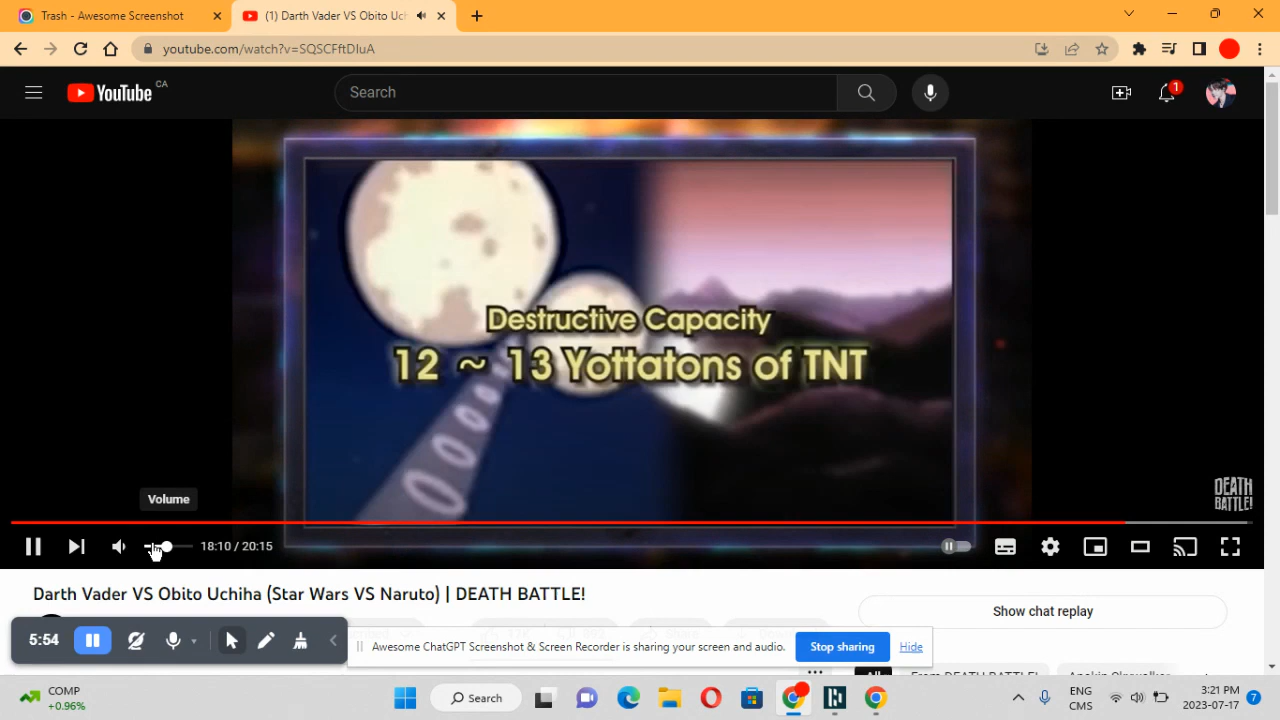 Trash - Awesome Screenshot
(1) Darth Vader VS Obito Uch
youtube.com/watch?v=SQSCFftDIuA
YouTube CA
Search
1
Destructive Capacity
12 ~ 13 Yottatons of TNT
DEATH
BATTLE!
Volume
18:10 / 20:15
Darth Vader VS Obito Uchiha (Star Wars VS Naruto) | DEATH BATTLE!
Show chat replay
5:54
Awesome ChatGPT Screenshot & Screen Recorder is sharing your screen and audio.
Stop sharing
Hide
COMP
+0.96%
Search
ENG
CMS
3:21 PM
2023-07-17
7